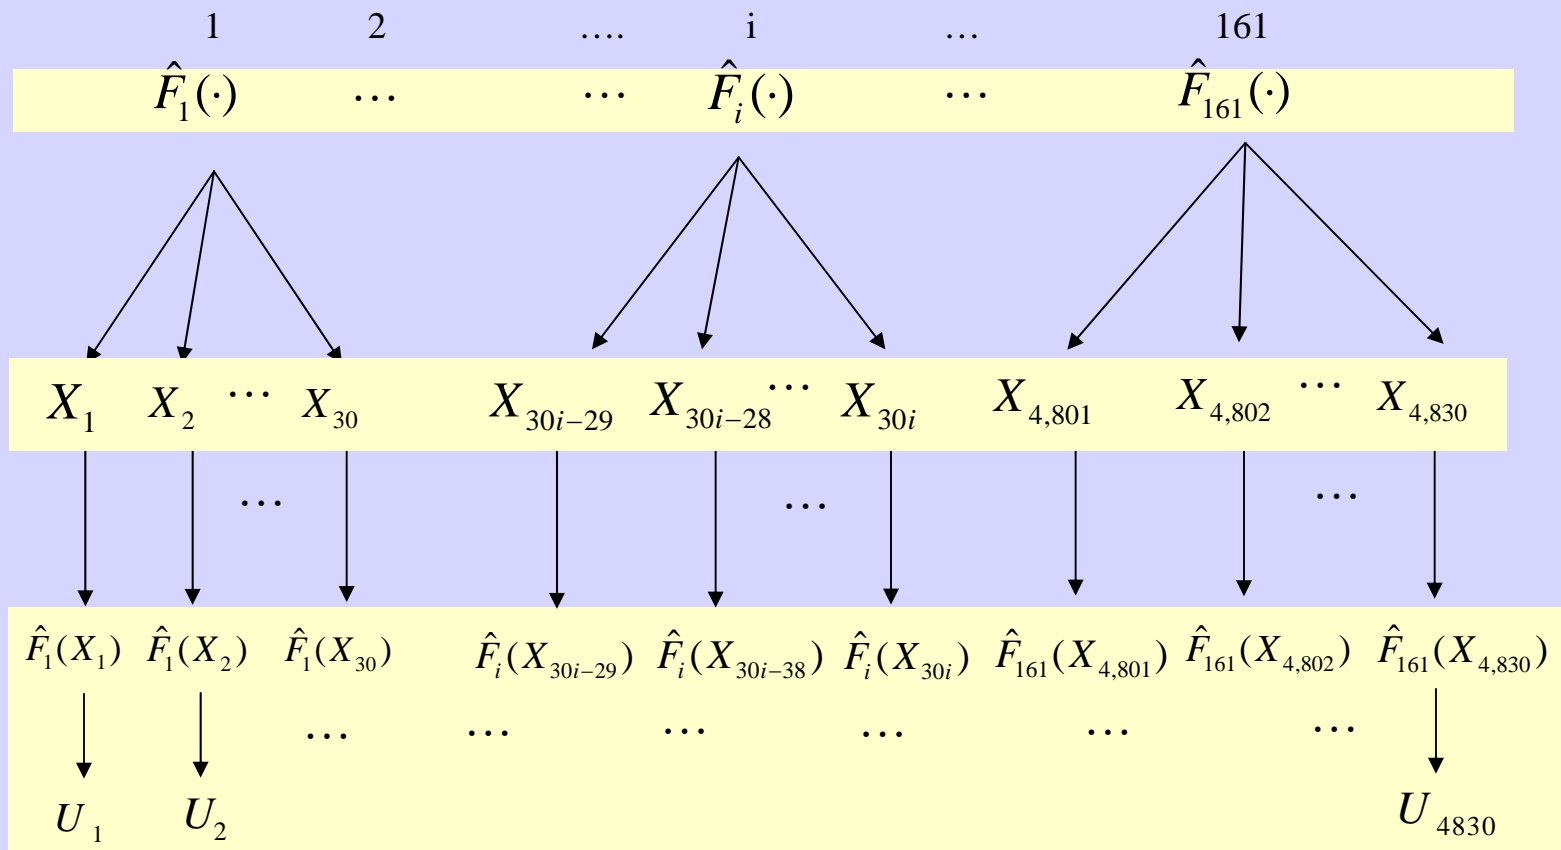 1 2 .... i ... 161
F̂₁(·) ... ... F̂ᵢ(·) ... F̂₁₆₁(·)
X₁ X₂ ... X₃₀ X₃₀ᵢ₋₂₉ X₃₀ᵢ₋₂₈ ... X₃₀ᵢ X₄,₈₀₁ X₄,₈₀₂ ... X₄,₈₃₀
... ... ...
F̂₁(X₁) F̂₁(X₂) F̂₁(X₃₀) F̂ᵢ(X₃₀ᵢ₋₂₉) F̂ᵢ(X₃₀ᵢ₋₃₈) F̂ᵢ(X₃₀ᵢ) F̂₁₆₁(X₄,₈₀₁) F̂₁₆₁(X₄,₈₀₂) F̂₁₆₁(X₄,₈₃₀)
... ... ... ... ... ...
U₁ U₂ U₄₈₃₀